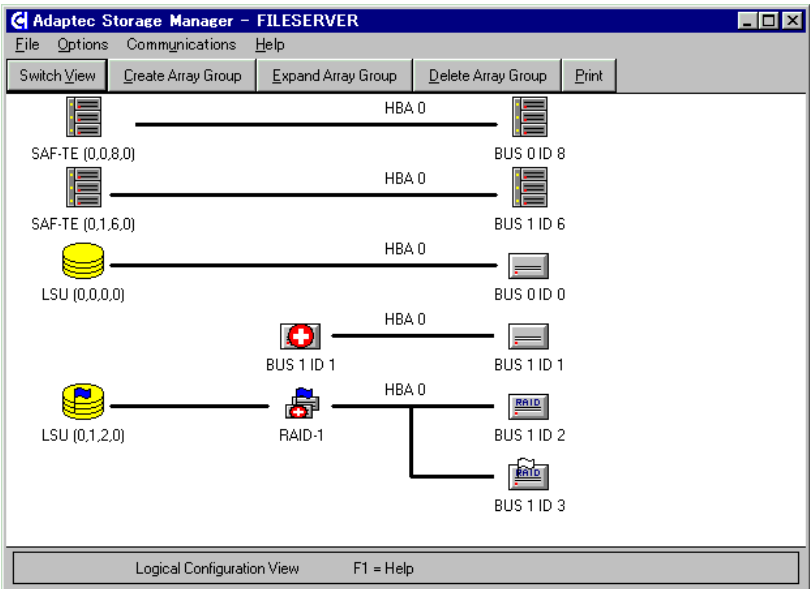 Adaptec Storage Manager - FILESERVER
File Options Communications Help
Switch View Create Array Group Expand Array Group Delete Array Group Print
HBA 0
SAF-TE (0,0,8,0) BUS 0 ID 8
HBA 0
SAF-TE (0,1,6,0) BUS 1 ID 6
HBA 0
LSU (0,0,0,0) BUS 0 ID 0
HBA 0
BUS 1 ID 1 BUS 1 ID 1
HBA 0
RAID
LSU (0,1,2,0) RAID-1 BUS 1 ID 2
RAID
BUS 1 ID 3
Logical Configuration View F1 = Help